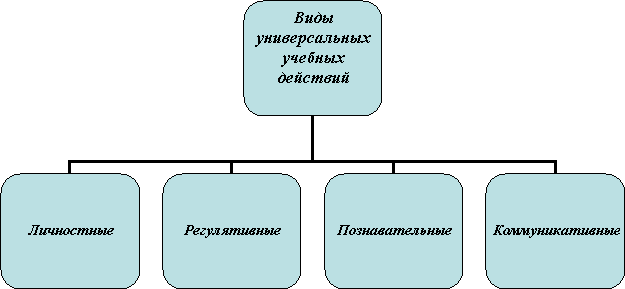 Виды
универсальных
учебных
действий
Личностные
Регулятивные
Познавательные
Коммуникативные